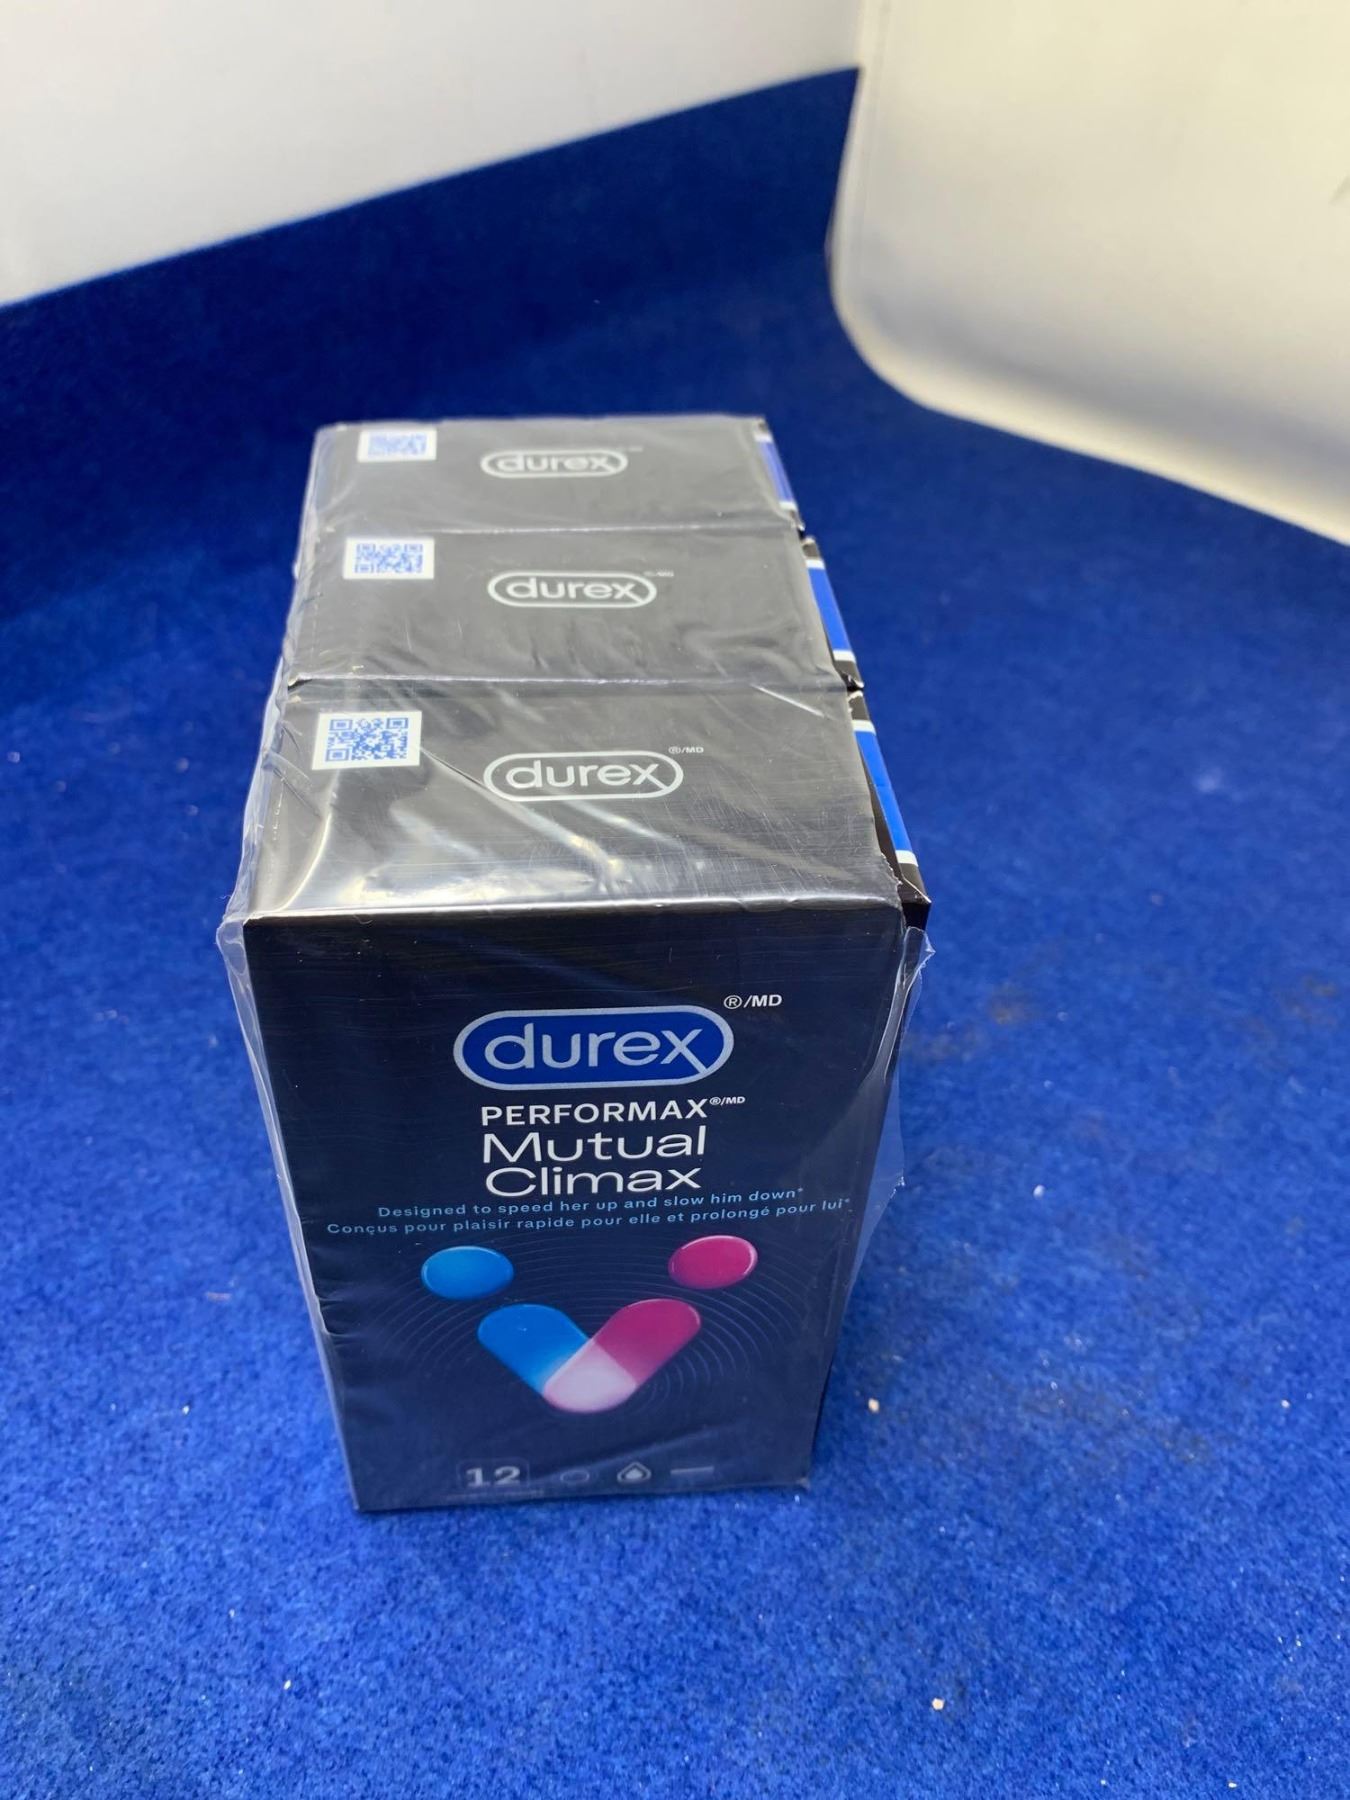 durex
durex
®/MD
durex
®/MD
durex
PERFORMAX®/MD
Mutual
Climax
Designed to speed her up and slow him down*
Conçus pour plaisir rapide pour elle et prolongé pour lui*
12